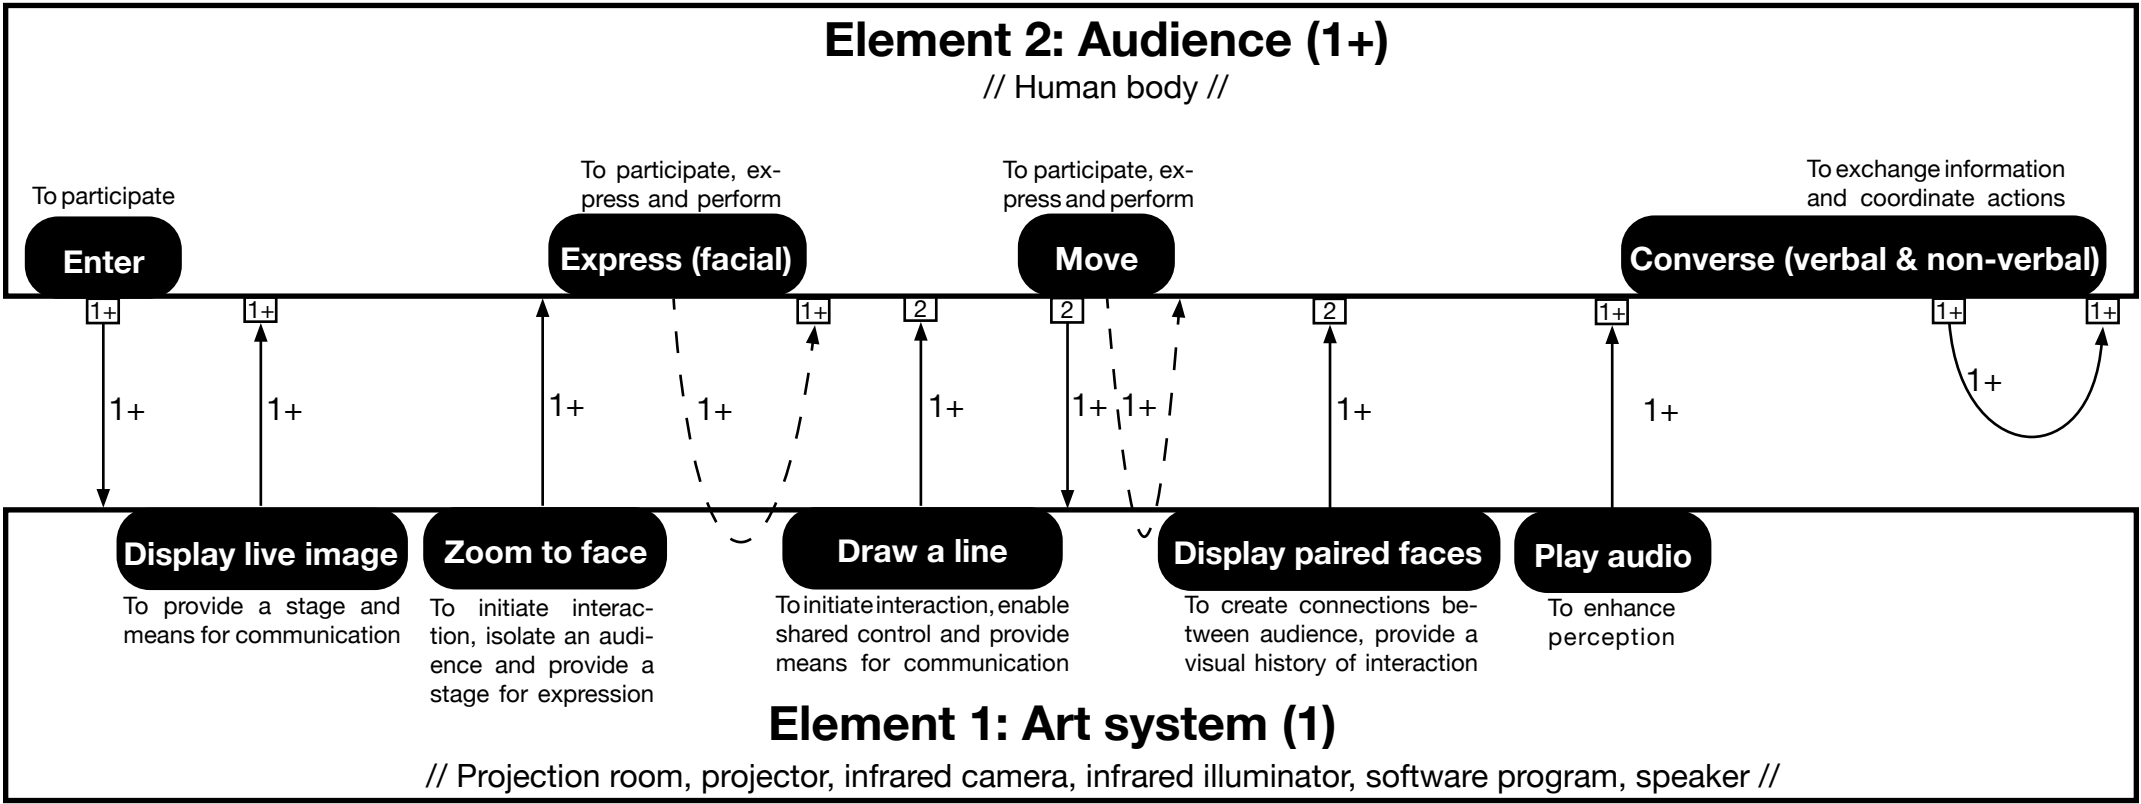 Element 2: Audience (1+)
// Human body //
To participate
To participate, ex-
press and perform
To participate, ex-
press and perform
To exchange information
and coordinate actions
Enter
Express (facial)
Move
Converse (verbal & non-verbal)
1+
1+
1+
2
2
2
1+
1+
1+
1+
1+
1+
1+
1+
1+
1+
1+
1+
1+
Display live image
Zoom to face
Draw a line
Display paired faces
Play audio
To provide a stage and
means for communication
To initiate interac-
tion, isolate an audi-
ence and provide a
stage for expression
To initiate interaction, enable
shared control and provide
means for communication
To create connections be-
tween audience, provide a
visual history of interaction
To enhance
perception
Element 1: Art system (1)
// Projection room, projector, infrared camera, infrared illuminator, software program, speaker //